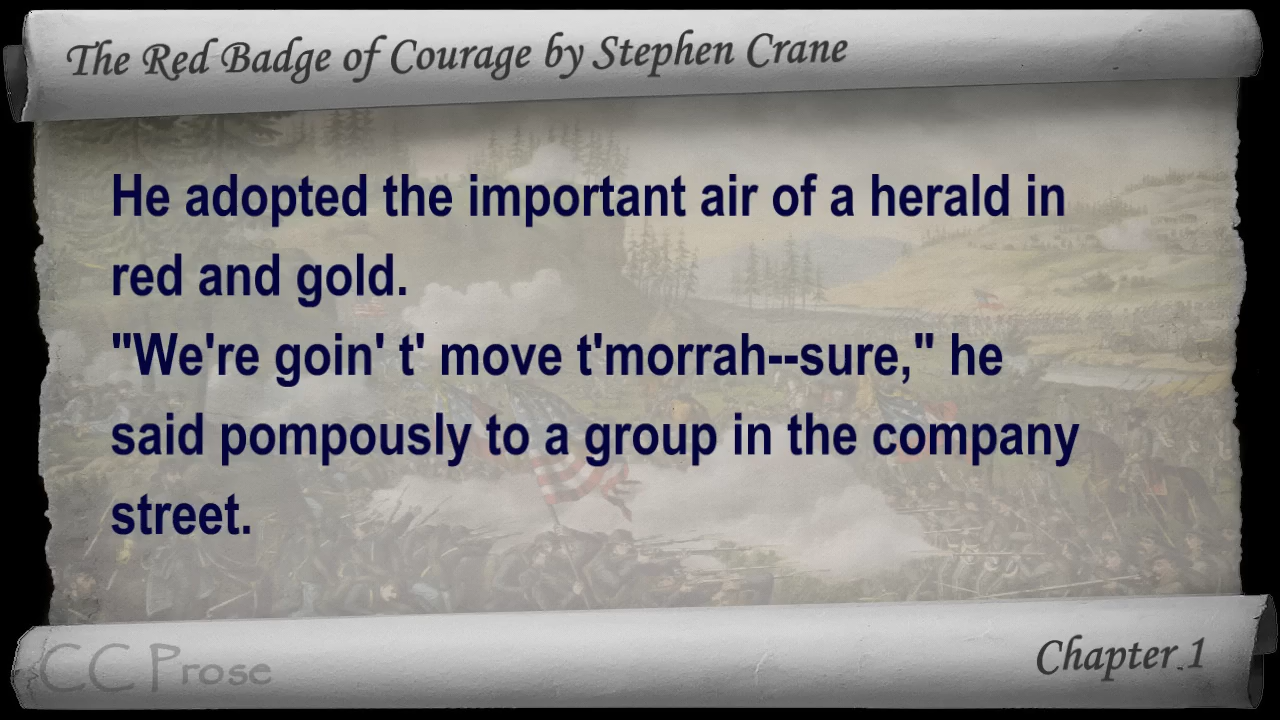 The Red Badge of Courage by Stephen Crane
He adopted the important air of a herald in
red and gold.
"We're goin' t' move t'morrah--sure," he
said pompously to a group in the company
street.
CC Prose
Chapter 1